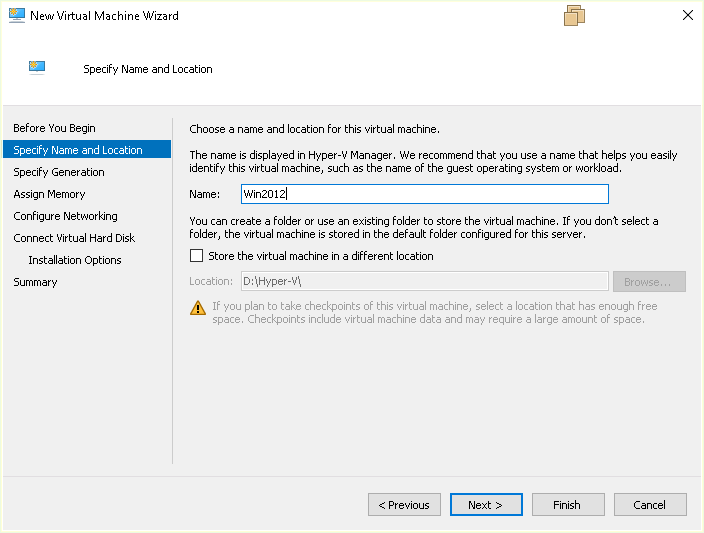 New Virtual Machine Wizard
Specify Name and Location
Before You Begin
Specify Name and Location
Specify Generation
Assign Memory
Configure Networking
Connect Virtual Hard Disk
Installation Options
Summary
Choose a name and location for this virtual machine.
The name is displayed in Hyper-V Manager. We recommend that you use a name that helps you easily
identify this virtual machine, such as the name of the guest operating system or workload.
Name: Win2012
You can create a folder or use an existing folder to store the virtual machine. If you don't select a
folder, the virtual machine is stored in the default folder configured for this server.
Store the virtual machine in a different location
Location: D:\Hyper-V\ Browse...
If you plan to take checkpoints of this virtual machine, select a location that has enough free
space. Checkpoints include virtual machine data and may require a large amount of space.
< Previous Next > Finish Cancel